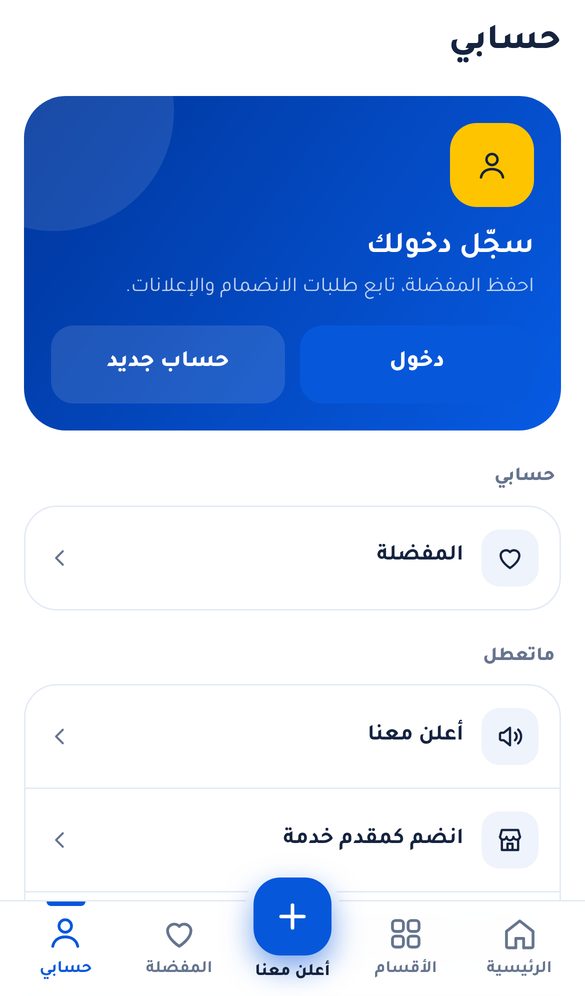 حسابي
سجّل دخولك
احفظ المفضلة، تابع طلبات الانضمام والإعلانات.
دخول
حساب جديد
حسابي
المفضلة
ماتعطل
أعلن معنا
انضم كمقدم خدمة
الرئيسية
الأقسام
أعلن معنا
المفضلة
حسابي